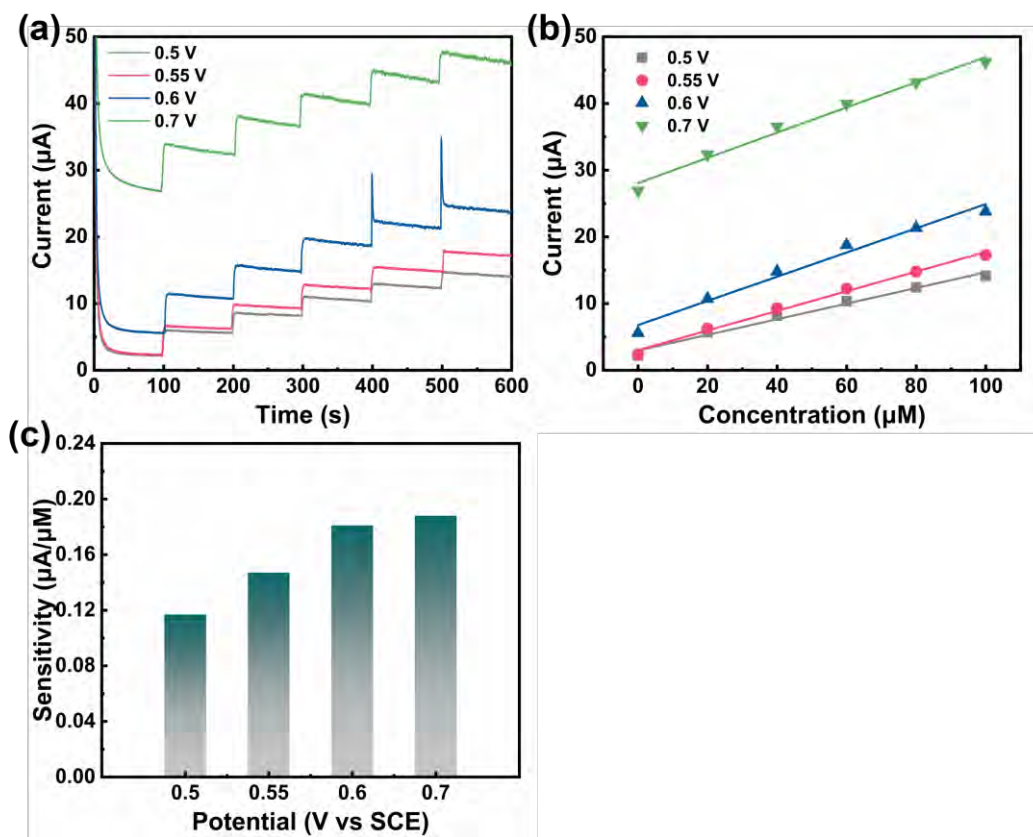 (a)
50
40
30
20
10
0
Current (µA)
0.5 V
0.55 V
0.6 V
0.7 V
0 100 200 300 400 500 600
Time (s)
(b)
50
40
30
20
10
0
Current (µA)
0.5 V
0.55 V
0.6 V
0.7 V
0 20 40 60 80 100
Concentration (µM)
(c)
0.24
0.20
0.16
0.12
0.08
0.04
0.00
Sensitivity (µA/µM)
0.5 0.55 0.6 0.7
Potential (V vs SCE)